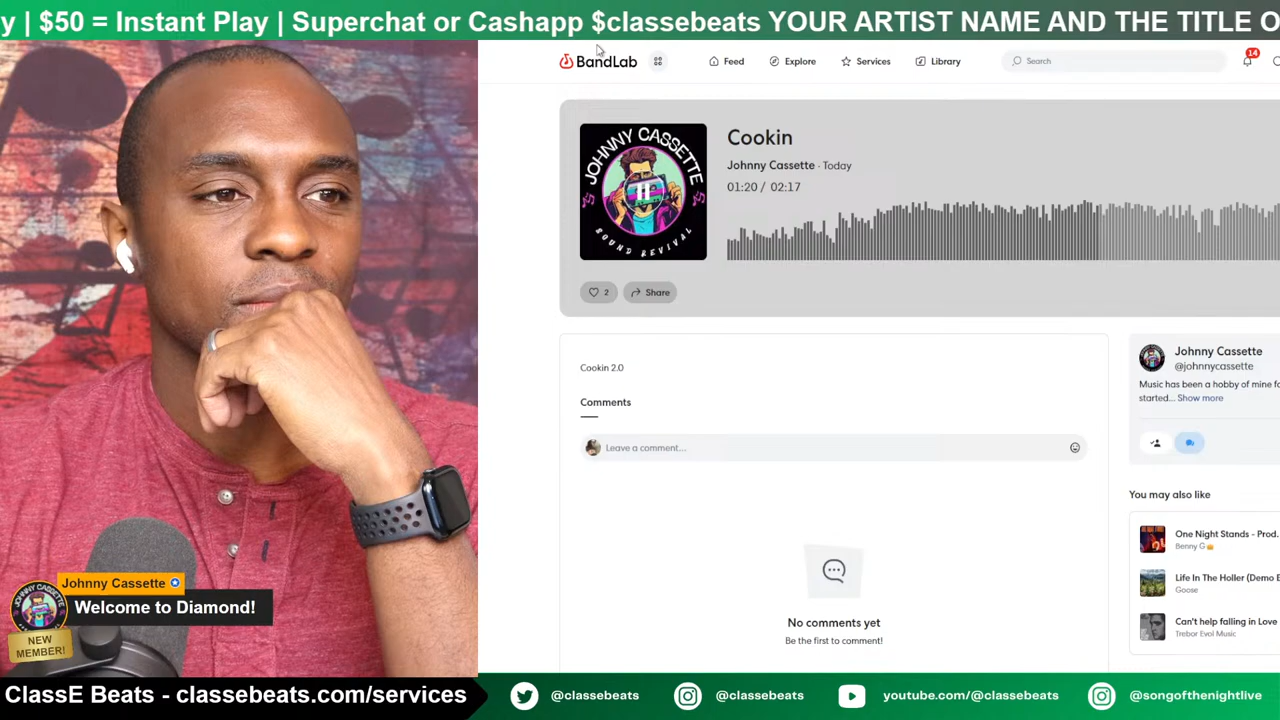 y | $50 = Instant Play | Superchat or Cashapp $classebeats YOUR ARTIST NAME AND THE TITLE O
BandLab
Feed
Explore
Services
Library
Search
14
JOHNNY CASSETTE
SOUND REVIVAL
Cookin
Johnny Cassette · Today
01:20 / 02:17
2
Share
Cookin 2.0
Comments
Leave a comment...
No comments yet
Be the first to comment!
Johnny Cassette
@johnnycassette
Music has been a hobby of mine fo
started... Show more
You may also like
One Night Stands - Prod.
Benny G
Life In The Holler (Demo E
Goose
Can't help falling in Love
Trebor Evol Music
Johnny Cassette
Welcome to Diamond!
NEW
MEMBER!
ClassE Beats - classebeats.com/services
@classebeats
@classebeats
youtube.com/@classebeats
@songofthenightlive